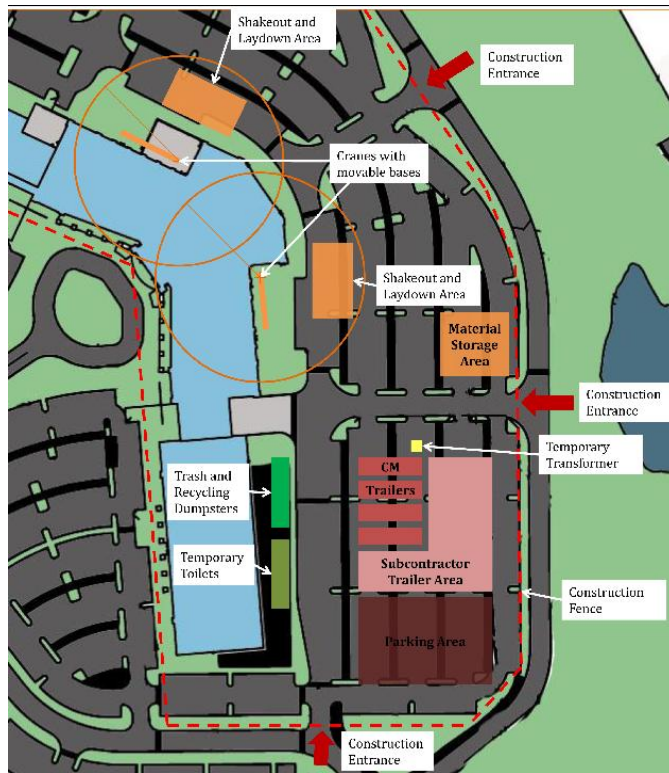 Shakeout and
Laydown Area
Construction
Entrance
Cranes with
movable bases
Shakeout and
Laydown Area
Material
Storage
Area
Construction
Entrance
Temporary
Transformer
CM
Trailers
Trash and
Recycling
Dumpsters
Temporary
Toilets
Subcontractor
Trailer Area
Construction
Fence
Parking Area
Construction
Entrance